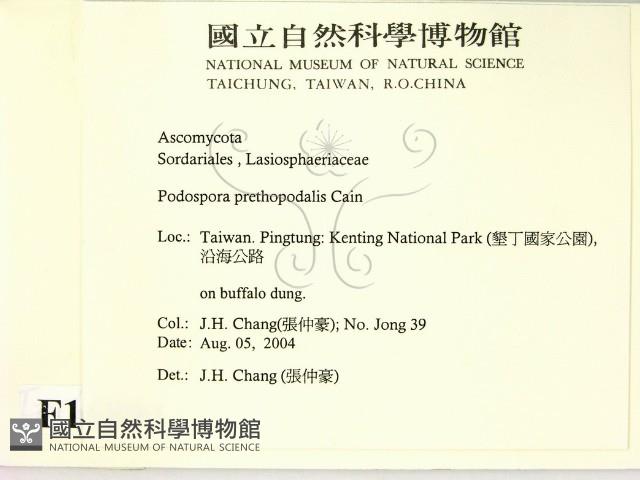 國立自然科學博物館
NATIONAL MUSEUM OF NATURAL SCIENCE
TAICHUNG, TAIWAN, R.O.CHINA
Ascomycota
Sordariales , Lasiosphaeriaceae
Podospora prethopodalis Cain
Loc.: Taiwan. Pingtung: Kenting National Park (墾丁國家公園),
沿海公路
on buffalo dung.
Col.: J.H. Chang(張仲豪); No. Jong 39
Date: Aug. 05, 2004
Det.: J.H. Chang (張仲豪)
F1
國立自然科學博物館
NATIONAL MUSEUM OF NATURAL SCIENCE